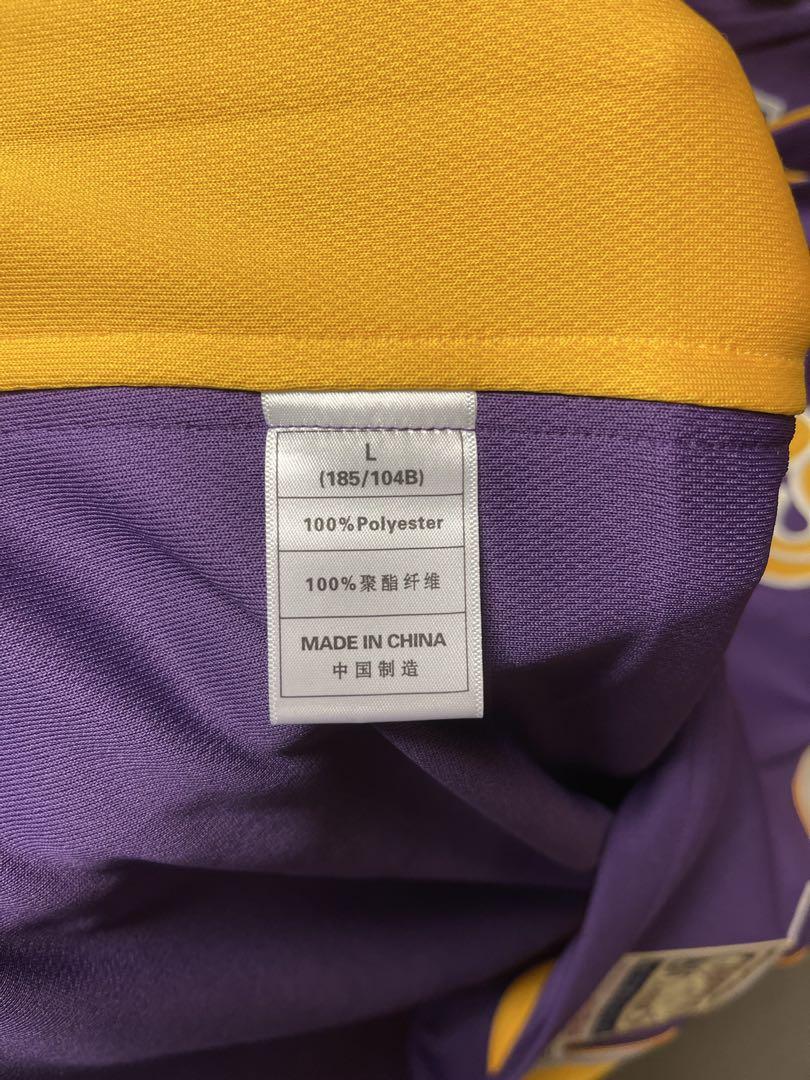 L
(185/104B)
100%Polyester
100%聚酯纤维
MADE IN CHINA
中国制造